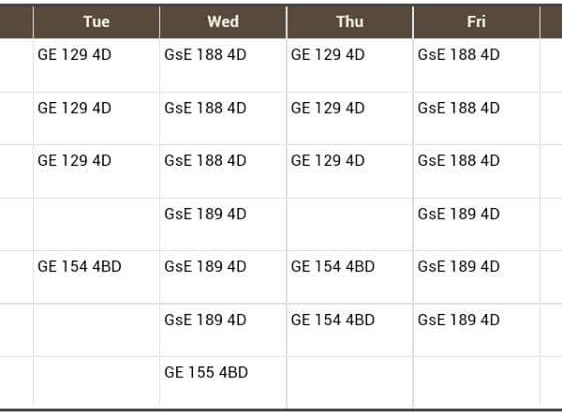 Tue Wed Thu Fri
GE 129 4D GsE 188 4D GE 129 4D GsE 188 4D
GE 129 4D GsE 188 4D GE 129 4D GsE 188 4D
GE 129 4D GsE 188 4D GE 129 4D GsE 188 4D
GsE 189 4D GsE 189 4D
GE 154 4BD GsE 189 4D GE 154 4BD GsE 189 4D
GsE 189 4D GE 154 4BD GsE 189 4D
GE 155 4BD